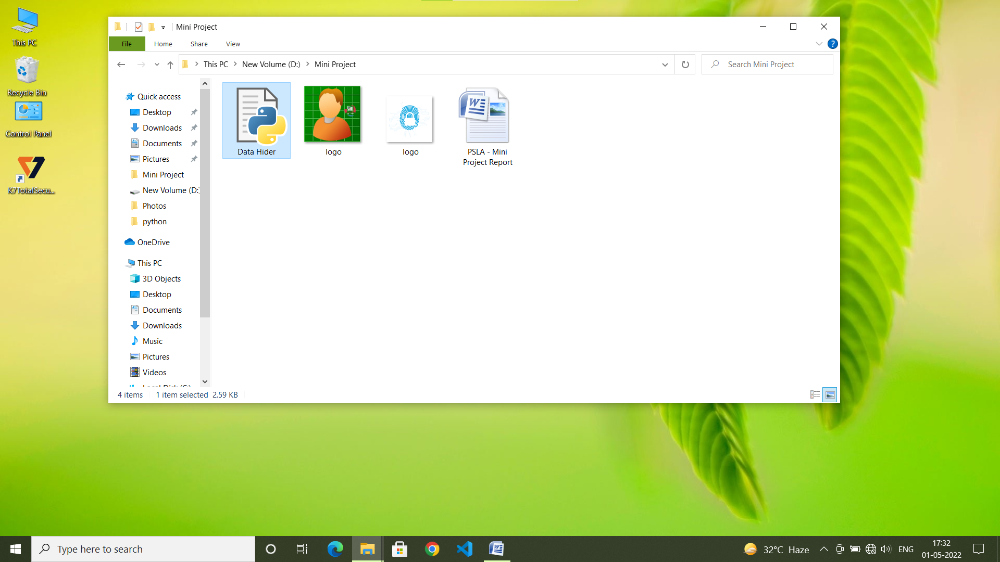 This PC
Recycle Bin
Control Panel
K7TotalSecu...
Mini Project
File
Home
Share
View
This PC
New Volume (D:)
Mini Project
Search Mini Project
Quick access
Desktop
Downloads
Documents
Pictures
Mini Project
New Volume (D:)
Photos
python
OneDrive
This PC
3D Objects
Desktop
Documents
Downloads
Music
Pictures
Videos
Local Disk (C:)
Data Hider
logo
logo
PSLA - Mini
Project Report
4 items
1 item selected 2.59 KB
Type here to search
32°C Haze
ENG
17:32
01-05-2022